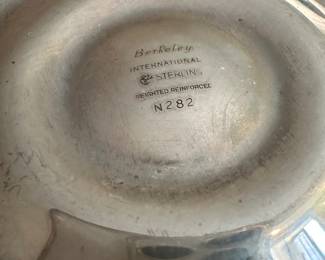 Berkeley
INTERNATIONAL
STERLING
WEIGHTED REINFORCED
N282